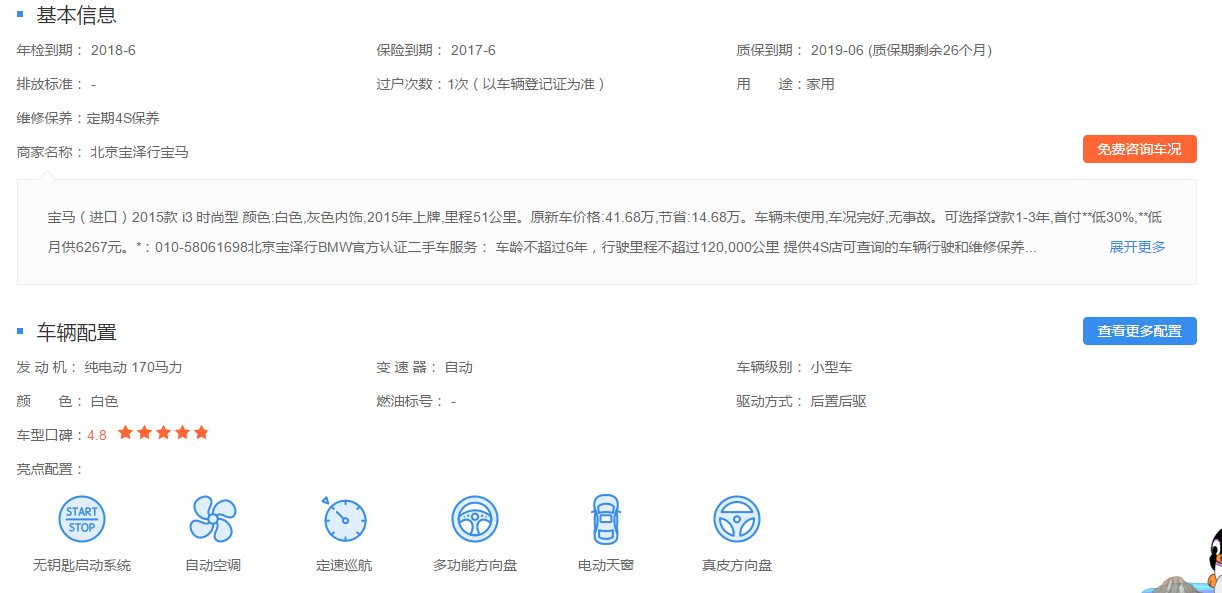 基本信息
年检到期： 2018-6 保险到期： 2017-6 质保到期： 2019-06 (质保期剩余26个月)
排放标准： - 过户次数：1次（以车辆登记证为准） 用 途：家用
维修保养：定期4S保养
商家名称： 北京宝泽行宝马
免费咨询车况
宝马（进口）2015款 i3 时尚型 颜色:白色,灰色内饰,2015年上牌,里程51公里。原新车价格:41.68万,节省:14.68万。车辆未使用,车况完好,无事故。可选择贷款1-3年,首付**低30%,**低
月供6267元。*：010-58061698北京宝泽行BMW官方认证二手车服务： 车龄不超过6年，行驶里程不超过120,000公里 提供4S店可查询的车辆行驶和维修保养... 展开更多
车辆配置 查看更多配置
发 动 机： 纯电动 170马力 变 速 器： 自动 车辆级别： 小型车
颜 色： 白色 燃油标号： - 驱动方式： 后置后驱
车型口碑：4.8
亮点配置：
START
STOP
无钥匙启动系统 自动空调 定速巡航 多功能方向盘 电动天窗 真皮方向盘